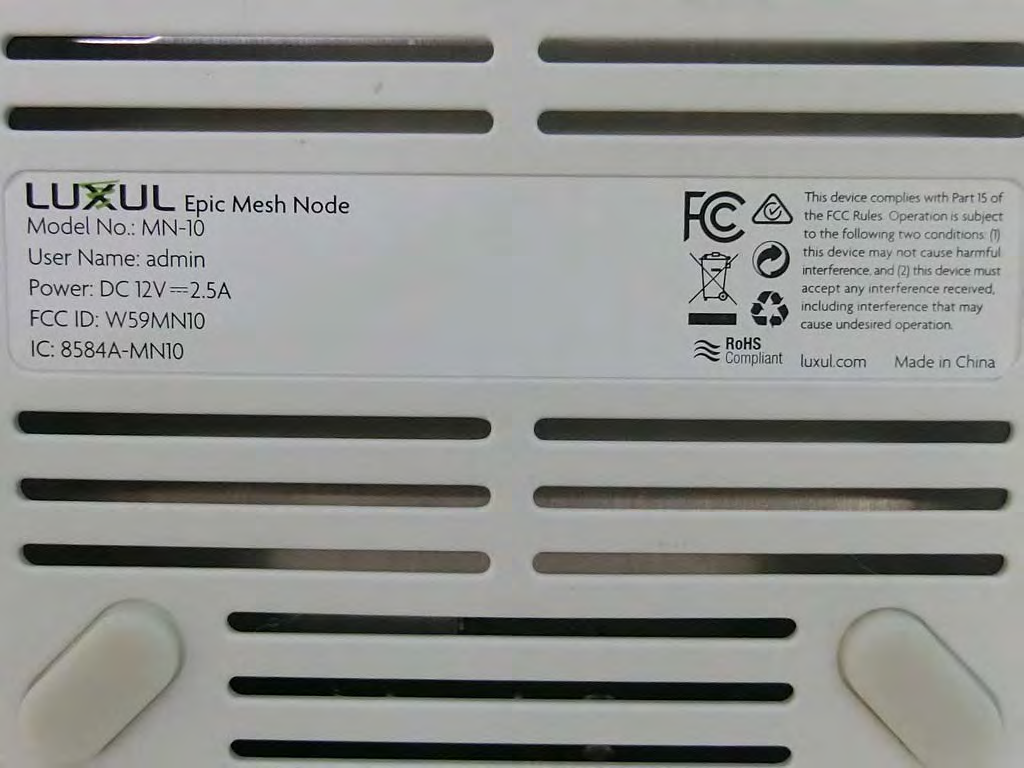 LUXUL Epic Mesh Node
Model No.: MN-10
User Name: admin
Power: DC 12V⎓2.5A
FCC ID: W59MN10
IC: 8584A-MN10
FC
This device complies with Part 15 of
the FCC Rules. Operation is subject
to the following two conditions: (1)
this device may not cause harmful
interference, and (2) this device must
accept any interference received,
including interference that may
cause undesired operation.
RoHS
Compliant
luxul.com Made in China